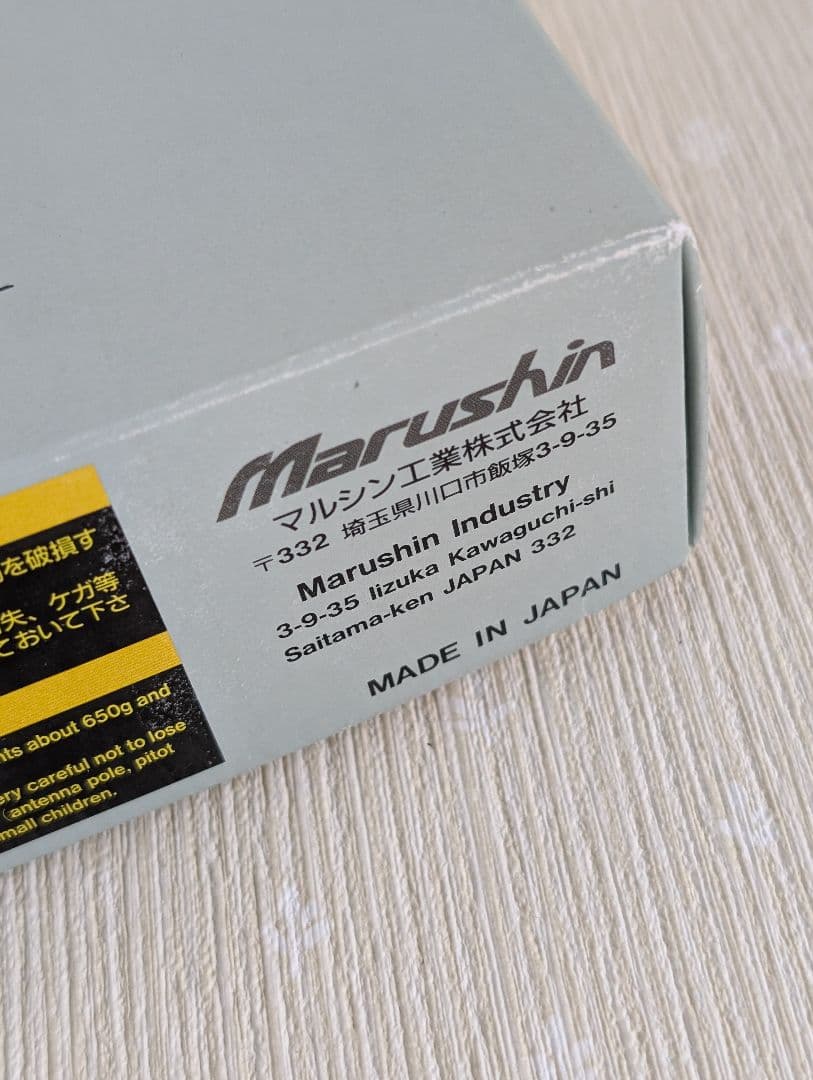 Marushin
マルシン工業株式会社
〒332 埼玉県川口市飯塚3-9-35
Marushin Industry
3-9-35 Iizuka Kawaguchi-shi
Saitama-ken JAPAN 332
MADE IN JAPAN
を破損す
失、ケガ等
ておいて下さ
about 650g and
careful not to lose
(antenna pole, pitot
children.